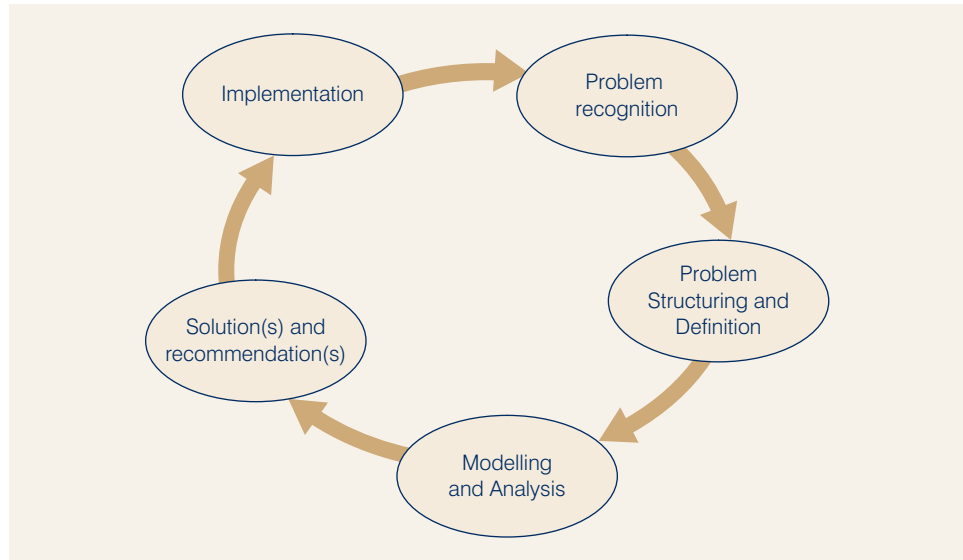 Implementation
Problem
recognition
Problem
Structuring and
Definition
Modelling
and Analysis
Solution(s) and
recommendation(s)